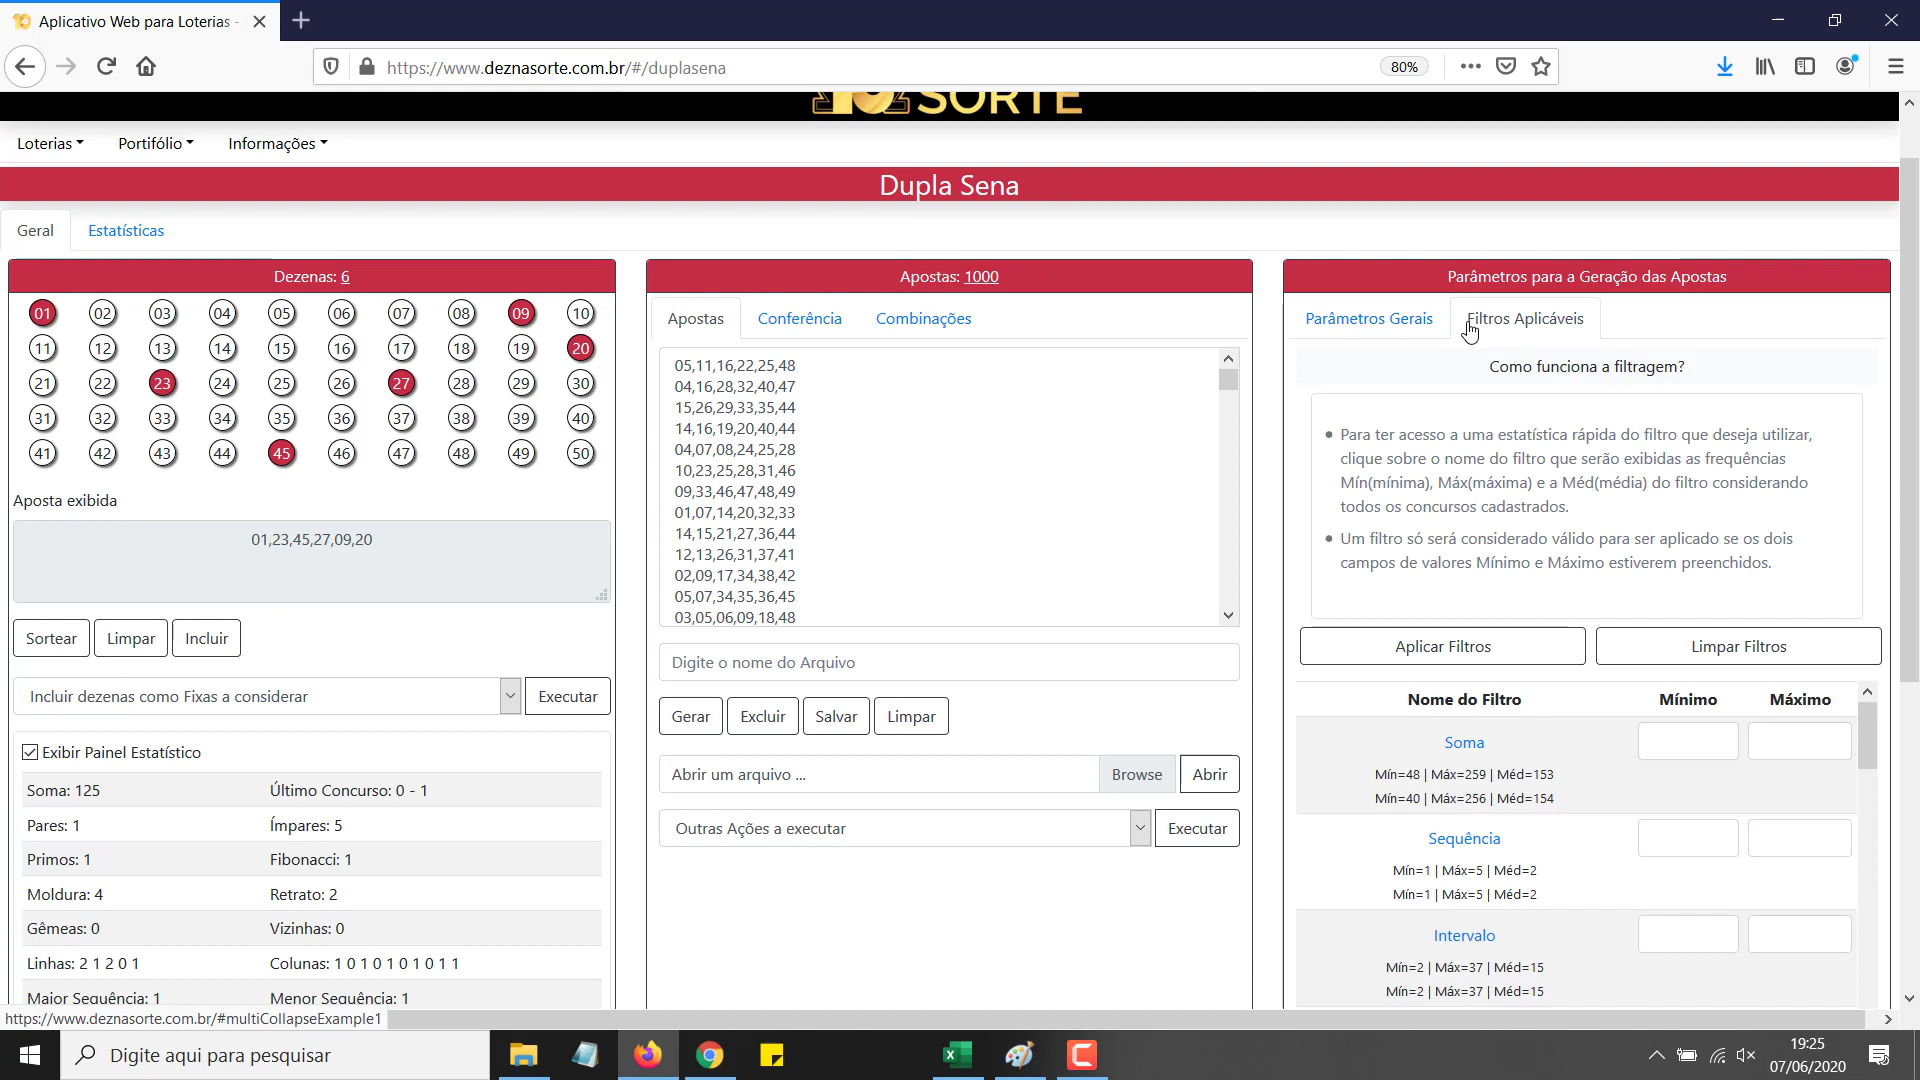 Aplicativo Web para Loterias -
https://www.deznasorte.com.br/#/duplasena
80%
10 SORTE
Loterias
Portifólio
Informações
Dupla Sena
Geral
Estatísticas
Dezenas: 6
01 02 03 04 05 06 07 08 09 10
11 12 13 14 15 16 17 18 19 20
21 22 23 24 25 26 27 28 29 30
31 32 33 34 35 36 37 38 39 40
41 42 43 44 45 46 47 48 49 50
Aposta exibida
01,23,45,27,09,20
Sortear
Limpar
Incluir
Incluir dezenas como Fixas a considerar
Executar
Exibir Painel Estatístico
Soma: 125
Último Concurso: 0 - 1
Pares: 1
Ímpares: 5
Primos: 1
Fibonacci: 1
Moldura: 4
Retrato: 2
Gêmeas: 0
Vizinhas: 0
Linhas: 2 1 2 0 1
Colunas: 1 0 1 0 1 0 1 0 1 1
Maior Sequência: 1
Menor Sequência: 1
Apostas: 1000
Apostas
Conferência
Combinações
05,11,16,22,25,48
04,16,28,32,40,47
15,26,29,33,35,44
14,16,19,20,40,44
04,07,08,24,25,28
10,23,25,28,31,46
09,33,46,47,48,49
01,07,14,20,32,33
14,15,21,27,36,44
12,13,26,31,37,41
02,09,17,34,38,42
05,07,34,35,36,45
03,05,06,09,18,48
Digite o nome do Arquivo
Gerar
Excluir
Salvar
Limpar
Abrir um arquivo ...
Browse
Abrir
Outras Ações a executar
Executar
Parâmetros para a Geração das Apostas
Parâmetros Gerais
Filtros Aplicáveis
Como funciona a filtragem?
Para ter acesso a uma estatística rápida do filtro que deseja utilizar,
clique sobre o nome do filtro que serão exibidas as frequências
Mín(mínima), Máx(máxima) e a Méd(média) do filtro considerando
todos os concursos cadastrados.
Um filtro só será considerado válido para ser aplicado se os dois
campos de valores Mínimo e Máximo estiverem preenchidos.
Aplicar Filtros
Limpar Filtros
Nome do Filtro
Mínimo
Máximo
Soma
Mín=48 | Máx=259 | Méd=153
Mín=40 | Máx=256 | Méd=154
Sequência
Mín=1 | Máx=5 | Méd=2
Mín=1 | Máx=5 | Méd=2
Intervalo
Mín=2 | Máx=37 | Méd=15
Mín=2 | Máx=37 | Méd=15
https://www.deznasorte.com.br/#multiCollapseExample1
Digite aqui para pesquisar
19:25
07/06/2020